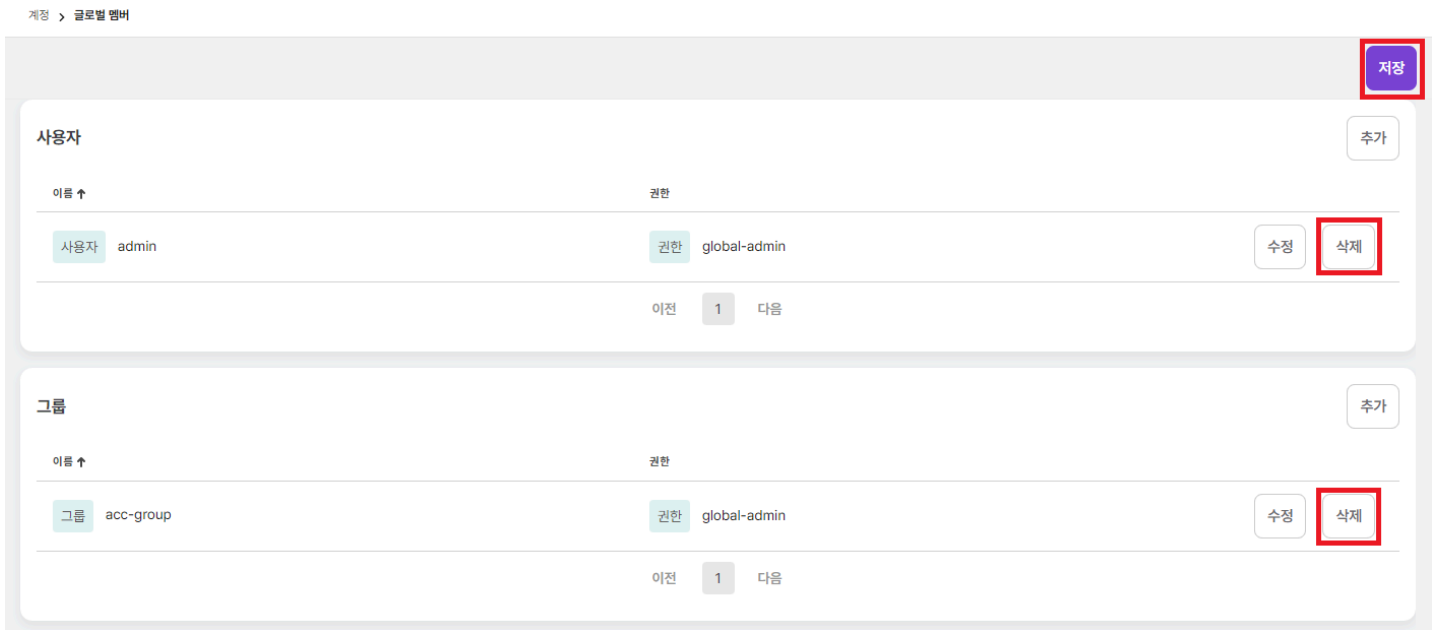 계정 > 글로벌 멤버
저장
사용자
추가
이름 ↑ 권한
사용자 admin 권한 global-admin 수정 삭제
이전 1 다음
그룹
추가
이름 ↑ 권한
그룹 acc-group 권한 global-admin 수정 삭제
이전 1 다음